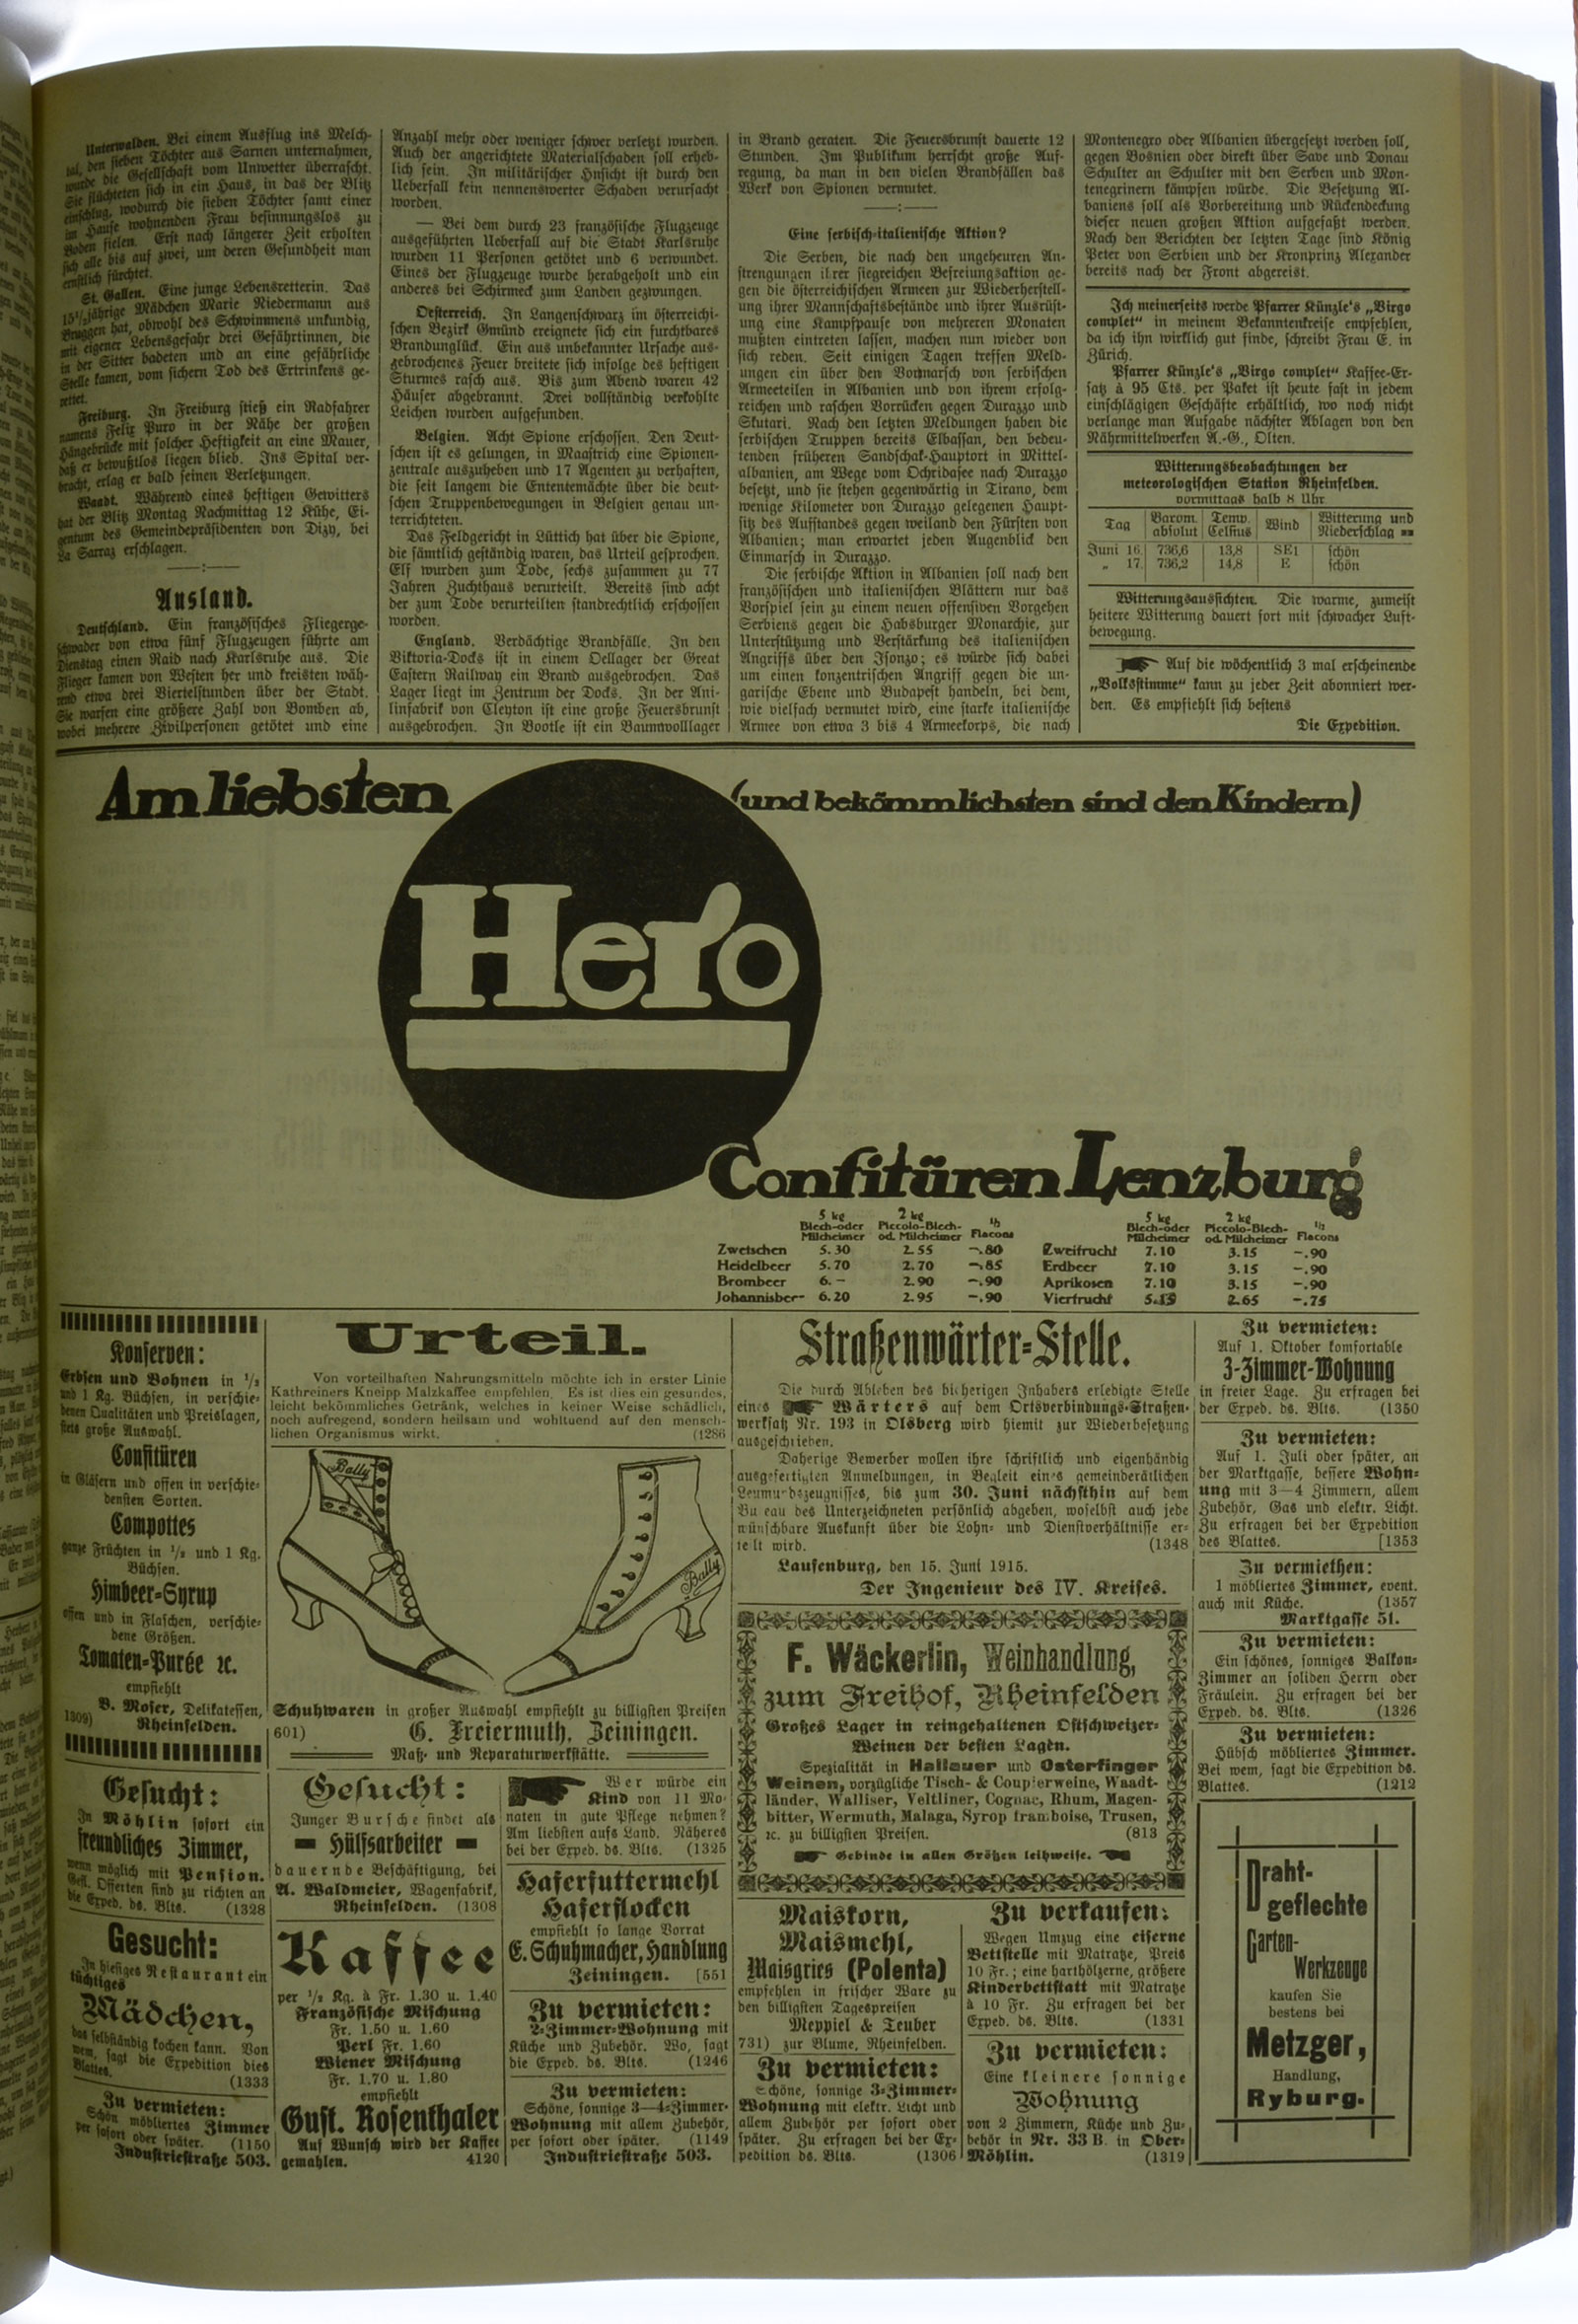 Unterwalden. Bei einem Ausflug ins Melch-
tal, den sieben Töchter aus Sarnen unternahmen,
wurde die Gesellschaft vom Unwetter überrascht.
Sie flüchteten sich in ein Haus, in das der Blitz
einschlug, wodurch die sieben Töchter samt einer
im Hause wohnenden Frau besinnungslos zu
Boden fielen. Erst nach längerer Zeit erholten
sich alle bis auf zwei, um deren Gesundheit man
ernstlich fürchtet.
St. Gallen. Eine junge Lebensretterin. Das
15½jährige Mädchen Marie Niedermann aus
Bruggen hat, obwohl des Schwimmens unkundig,
mit eigener Lebensgefahr drei Gefährtinnen, die
in der Sitter badeten und an eine gefährliche
Stelle kamen, vom sichern Tod des Ertrinkens ge-
rettet.
Freiburg. In Freiburg stieß ein Radfahrer
namens Felix Puro in der Nähe der großen
Hängebrücke mit solcher Heftigkeit an eine Mauer,
daß er bewußtlos liegen blieb. Ins Spital ver-
bracht, erlag er bald seinen Verletzungen.
Waadt. Während eines heftigen Gewitters
hat der Blitz Montag Nachmittag 12 Kühe, Ei-
gentum des Gemeindepräsidenten von Dizy, bei
La Sarraz erschlagen.
Ausland.
Deutschland. Ein französisches Fliegerge-
schwader von etwa fünf Flugzeugen führte am
Dienstag einen Raid nach Karlsruhe aus. Die
Flieger kamen von Westen her und kreisten wäh-
rend etwa drei Viertelstunden über der Stadt.
Sie warfen eine größere Zahl von Bomben ab,
wobei mehrere Zivilpersonen getötet und eine
Anzahl mehr oder weniger schwer verletzt wurden.
Auch der angerichtete Materialschaden soll erheb-
lich sein. In militärischer Hnsicht ist durch den
Ueberfall kein nennenswerter Schaden verursacht
worden.
— Bei dem durch 23 französische Flugzeuge
ausgeführten Ueberfall auf die Stadt Karlsruhe
wurden 11 Personen getötet und 6 verwundet.
Eines der Flugzeuge wurde herabgeholt und ein
anderes bei Schirmeck zum Landen gezwungen.
Oesterreich. In Langenschwarz im österreichi-
schen Bezirk Gmünd ereignete sich ein furchtbares
Brandunglück. Ein aus unbekannter Ursache aus-
gebrochenes Feuer breitete sich infolge des heftigen
Sturmes rasch aus. Bis zum Abend waren 42
Häuser abgebrannt. Drei vollständig verkohlte
Leichen wurden aufgefunden.
Belgien. Acht Spione erschossen. Den Deut-
schen ist es gelungen, in Maastrich eine Spionen-
zentrale auszuheben und 17 Agenten zu verhaften,
die seit langem die Ententemächte über die deut-
schen Truppenbewegungen in Belgien genau un-
terrichteten.
Das Feldgericht in Lüttich hat über die Spione,
die sämtlich geständig waren, das Urteil gesprochen.
Elf wurden zum Tode, sechs zusammen zu 77
Jahren Zuchthaus verurteilt. Bereits sind acht
der zum Tode verurteilten standrechtlich erschossen
worden.
England. Verdächtige Brandfälle. In den
Viktoria-Docks ist in einem Oellager der Great
Eastern Railway ein Brand ausgebrochen. Das
Lager liegt im Zentrum der Docks. In der Ani-
linfabrik von Cleyton ist eine große Feuersbrunst
ausgebrochen. In Bootle ist ein Baumwolllager
in Brand geraten. Die Feuersbrunst dauerte 12
Stunden. Im Publikum herrscht große Auf-
regung, da man in den vielen Brandfällen das
Werk von Spionen vermutet.
Eine serbisch-italienische Aktion?
Die Serben, die nach den ungeheuren An-
strengungen ihrer siegreichen Befreiungsaktion ge-
gen die österreichischen Armeen zur Wiederherstell-
ung ihrer Mannschaftsbestände und ihrer Ausrüst-
ung eine Kampfpause von mehreren Monaten
mußten eintreten lassen, machen nun wieder von
sich reden. Seit einigen Tagen treffen Meld-
ungen ein über den Vormarsch von serbischen
Armeeteilen in Albanien und von ihrem erfolg-
reichen und raschen Vorrücken gegen Durazzo und
Skutari. Nach den letzten Meldungen haben die
serbischen Truppen bereits Elbassan, den bedeu-
tenden früheren Sandschak-Hauptort in Mittel-
albanien, am Wege vom Ochridasee nach Durazzo
besetzt, und sie stehen gegenwärtig in Tirano, dem
wenige Kilometer von Durazzo gelegenen Haupt-
sitz des Aufstandes gegen weiland den Fürsten von
Albanien; man erwartet jeden Augenblick den
Einmarsch in Durazzo.
Die serbische Aktion in Albanien soll nach den
französischen und italienischen Blättern nur das
Vorspiel sein zu einem neuen offensiven Vorgehen
Serbiens gegen die Habsburger Monarchie, zur
Unterstützung und Verstärkung des italienischen
Angriffs über den Isonzo; es würde sich dabei
um einen konzentrischen Angriff gegen die un-
garische Ebene und Budapest handeln, bei dem,
wie vielfach vermutet wird, eine starke italienische
Armee von etwa 3 bis 4 Armeekorps, die nach
Montenegro oder Albanien übergesetzt werden soll,
gegen Bosnien oder direkt über Save und Donau
Schulter an Schulter mit den Serben und Mon-
tenegrinern kämpfen würde. Die Besetzung Al-
baniens soll als Vorbereitung und Rückendeckung
dieser neuen großen Aktion aufgefaßt werden.
Nach den Berichten der letzten Tage sind König
Peter von Serbien und der Kronprinz Alexander
bereits nach der Front abgereist.
Ich meinerseits werde Pfarrer Künzle's „Virgo
complet" in meinem Bekanntenkreise empfehlen,
da ich ihn wirklich gut finde, schreibt Frau E. in
Zürich.
Pfarrer Künzle's „Virgo complet" Kaffee-Er-
satz à 95 Cts. per Paket ist heute fast in jedem
einschlägigen Geschäfte erhältlich, wo noch nicht
verlange man Aufgabe nächster Ablagen von den
Nährmittelwerken A.-G., Olten.
Witterungsbeobachtungen der
meteorologischen Station Rheinfelden.
vormittags halb 8 Uhr.
Tag Barom. absolut Temp. Celsius Wind Witterung und Niederschlag
Juni 16. 736,6 13,8 SE1 schön
„ 17. 736,2 14,8 E schön
Witterungsaussichten. Die warme, zumeist
heitere Witterung dauert fort mit schwacher Luft-
bewegung.
Auf die wöchentlich 3 mal erscheinende
„Volksstimme" kann zu jeder Zeit abonniert wer-
den. Es empfiehlt sich bestens
Die Expedition.
Am liebsten (und bekömmlichsten sind den Kindern)
Hero
Confitüren Lenzburg
5 kg Blech- oder Milcheimer 2 kg Piccolo-Blech- od. Milcheimer 1/1 Flacons
Zwetschen 5.30 2.55 –.80
Heidelbeer 5.70 2.70 –.85
Brombeer 6.– 2.90 –.90
Johannisbeer 6.20 2.95 –.90
5 kg Blech-oder Milcheimer 2 kg Piccolo-Blech- od. Milcheimer 1/1 Flacons
Zweifrucht 7.10 3.15 –.90
Erdbeer 7.10 3.15 –.90
Aprikosen 7.10 3.15 –.90
Vierfrucht 5.15 2.65 –.75
Konserven:
Erbsen und Bohnen in ½
und 1 Kg. Büchsen, in verschie-
denen Qualitäten und Preislagen,
stets große Auswahl.
Confitüren
in Gläsern und offen in verschie-
densten Sorten.
Compottes
ganze Früchten in ½ und 1 Kg.
Büchsen.
Himbeer-Syrup
offen und in Flaschen, verschie-
dene Größen.
Tomaten-Purée ꝛc.
empfiehlt
B. Moser, Delikatessen,
1309) Rheinfelden.
Gesucht:
In Möhlin sofort ein
freundliches Zimmer,
wenn möglich mit Pension.
Gefl. Offerten sind zu richten an
die Exped. ds. Blts. (1328
Gesucht:
In hiesiges Restaurant ein
tüchtiges
Mädchen,
das selbständig kochen kann. Von
wem, sagt die Expedition dies
Blattes. (1333
Zu vermieten:
Schön möbliertes Zimmer
per sofort oder später. (1150
Industriestraße 503.
Urteil.
Von vorteilhaften Nahrungsmitteln möchte ich in erster Linie
Kathreiners Kneipp Malzkaffee empfehlen. Es ist dies ein gesundes,
leicht bekömmliches Getränk, welches in keiner Weise schädlich,
noch aufregend, sondern heilsam und wohltuend auf den mensch-
lichen Organismus wirkt. (1286
Bally
Bally
Schuhwaren in großer Auswahl empfiehlt zu billigsten Preisen
601) G. Freiermuth, Zeiningen.
Maß- und Reparaturwerkstätte.
Gesucht:
Junger Bursche findet als
Hülfsarbeiter
dauernde Beschäftigung, bei
A. Waldmeier, Wagenfabrik,
Rheinfelden. (1308
Kaffee
per ½ Kg. à Fr. 1.30 u. 1.40
Französische Mischung
Fr. 1.50 u. 1.60
Perl Fr. 1.60
Wiener Mischung
Fr. 1.70 u. 1.80
empfiehlt
Gust. Rosenthaler
Auf Wunsch wird der Kaffee
gemahlen. 4120
Wer würde ein
Kind von 11 Mo-
naten in gute Pflege nehmen?
Am liebsten aufs Land. Näheres
bei der Exped. ds. Blts. (1325
Haferfuttermehl
Haferflocken
empfiehlt so lange Vorrat
E. Schuhmacher, Handlung
Zeiningen. [551
Zu vermieten:
2-Zimmer-Wohnung mit
Küche und Zubehör. Wo, sagt
die Exped. ds. Blts. (1246
Zu vermieten:
Schöne, sonnige 3—4-Zimmer-
Wohnung mit allem Zubehör,
per sofort oder später. (1149
Industriestraße 503.
Straßenwärter-Stelle.
Die durch Ableben des bisherigen Inhabers erledigte Stelle
eines Wärters auf dem Ortsverbindungs-Straßen-
werksatz Nr. 193 in Olsberg wird hiemit zur Wiederbesetzung
ausgeschrieben.
Daherige Bewerber wollen ihre schriftlich und eigenhändig
ausgefertigten Anmeldungen, in Begleit eines gemeinderätlichen
Leumundszeugnisses, bis zum 30. Juni nächsthin auf dem
Bureau des Unterzeichneten persönlich abgeben, woselbst auch jede
wünschbare Auskunft über die Lohn- und Dienstverhältnisse er-
teilt wird. (1348
Laufenburg, den 15. Juni 1915.
Der Ingenieur des IV. Kreises.
F. Wäckerlin, Weinhandlung,
zum Freihof, Rheinfelden
Großes Lager in reingehaltenen Ostschweizer-
Weinen der besten Lagen.
Spezialität in Hallauer und Osterfinger
Weinen, vorzügliche Tisch- & Coupierweine, Waadt-
länder, Walliser, Veltliner, Cognac, Rhum, Magen-
bitter, Wermuth, Malaga, Syrop framboise, Trusen,
ꝛc. zu billigsten Preisen. (813
Gebinde in allen Größen leihweise.
Maiskorn,
Maismehl,
Maisgries (Polenta)
empfehlen in frischer Ware zu
den billigsten Tagespreisen
Meppiel & Teuber
731) zur Blume, Rheinfelden.
Zu vermieten:
Schöne, sonnige 3-Zimmer-
Wohnung mit elektr. Licht und
allem Zubehör per sofort oder
später. Zu erfragen bei der Ex-
pedition ds. Blts. (1306
Zu verkaufen:
Wegen Umzug eine eiserne
Bettstelle mit Matratze, Preis
10 Fr.; eine hartholzerne, größere
Kinderbettstatt mit Matratze
à 10 Fr. Zu erfragen bei der
Exped. ds. Blts. (1331
Zu vermieten:
Eine kleinere sonnige
Wohnung
von 2 Zimmern, Küche und Zu-
behör in Nr. 33 B. in Ober-
Möhlin. (1319
Zu vermieten:
Auf 1. Oktober komfortable
3-Zimmer-Wohnung
in freier Lage. Zu erfragen bei
der Exped. ds. Blts. (1350
Zu vermieten:
Auf 1. Juli oder später, an
der Marktgasse, bessere Wohn-
ung mit 3—4 Zimmern, allem
Zubehör, Gas und elektr. Licht.
Zu erfragen bei der Expedition
des Blattes. [1353
Zu vermiethen:
1 möbliertes Zimmer, event.
auch mit Küche. (1357
Marktgasse 51.
Zu vermieten:
Ein schönes, sonniges Balkon-
Zimmer an soliden Herrn oder
Fräulein. Zu erfragen bei der
Exped. ds. Blts. (1326
Zu vermieten:
Hübsch möbliertes Zimmer.
Bei wem, sagt die Expedition ds.
Blattes. (1212
Draht-
geflechte
Garten-
Werkzeuge
kaufen Sie
bestens bei
Metzger,
Handlung,
Ryburg.